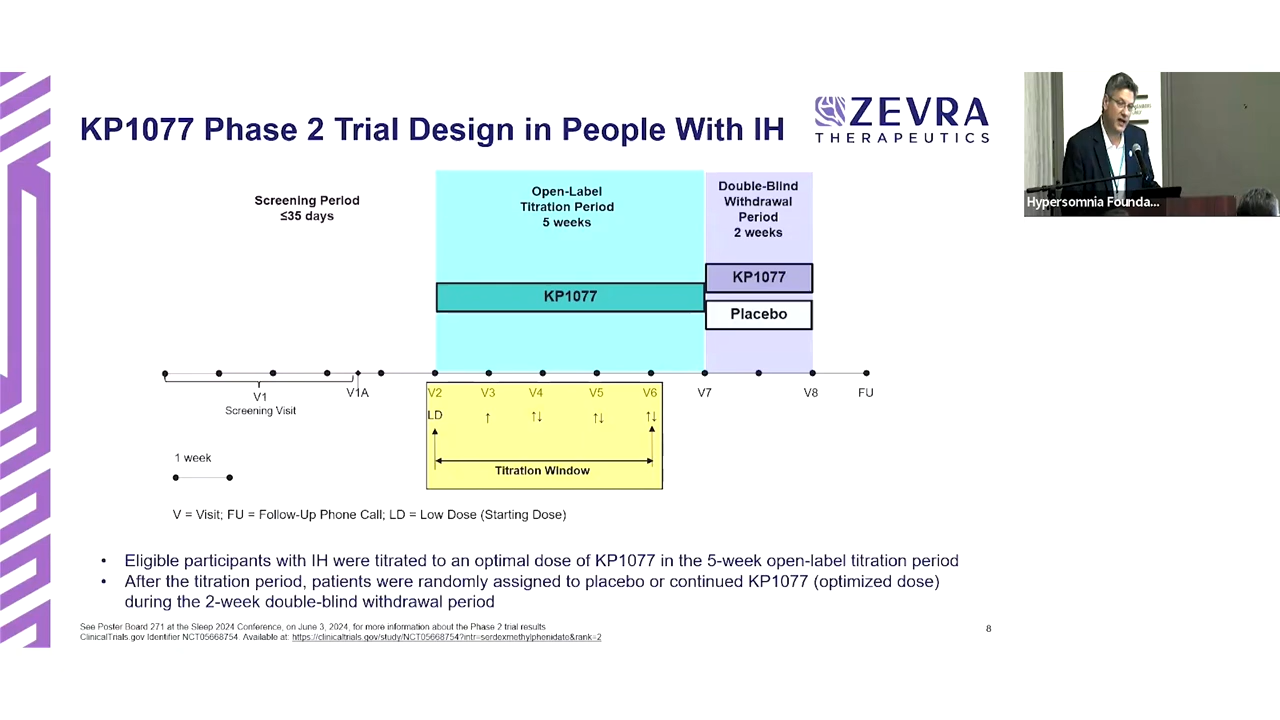 KP1077 Phase 2 Trial Design in People With IH
ZEVRA
THERAPEUTICS
Hypersomnia Founda...
Screening Period
≤35 days
Open-Label
Titration Period
5 weeks
Double-Blind
Withdrawal
Period
2 weeks
KP1077
KP1077
Placebo
V1
Screening Visit
V1A
V2
V3
V4
V5
V6
V7
V8
FU
LD
↑
↑↓
↑↓
↑↓
Titration Window
1 week
V = Visit; FU = Follow-Up Phone Call; LD = Low Dose (Starting Dose)
• Eligible participants with IH were titrated to an optimal dose of KP1077 in the 5-week open-label titration period
• After the titration period, patients were randomly assigned to placebo or continued KP1077 (optimized dose)
during the 2-week double-blind withdrawal period
See Poster Board 271 at the Sleep 2024 Conference, on June 3, 2024, for more information about the Phase 2 trial results
ClinicalTrials.gov Identifier NCT05668754. Available at: https://clinicaltrials.gov/study/NCT05668754?intr=serdexmethylphenidate&rank=2
8